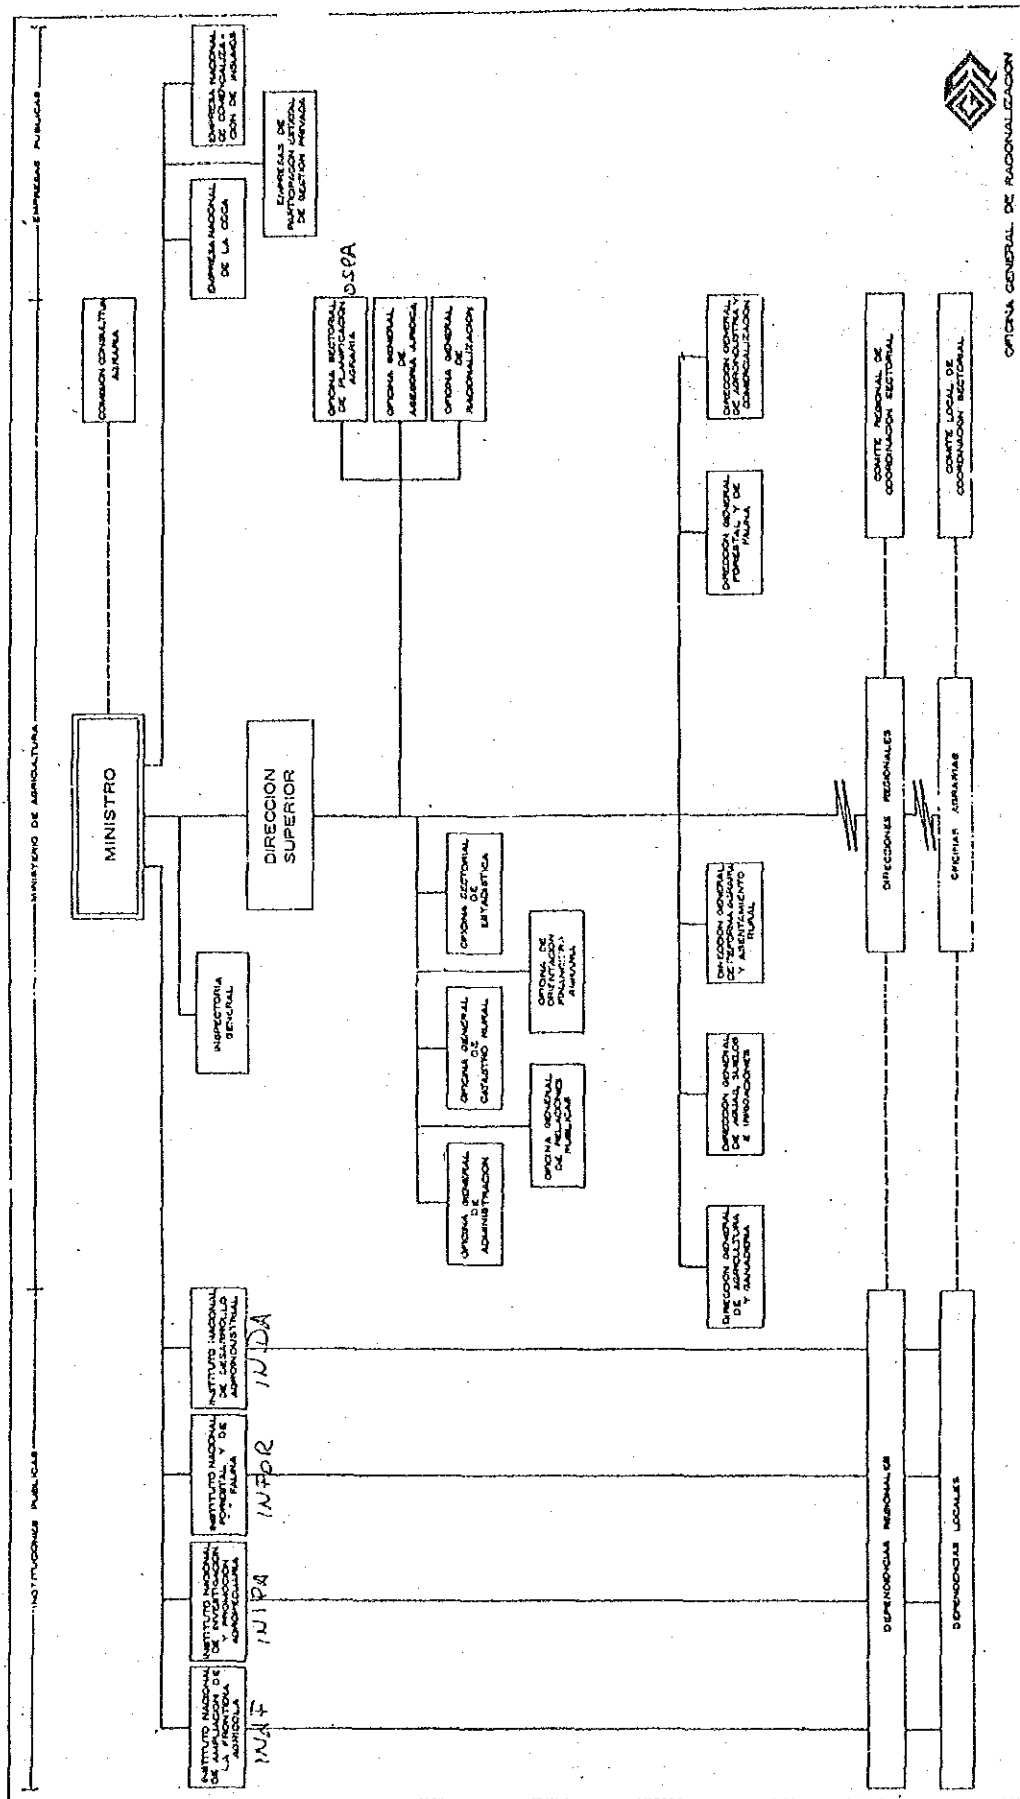 INSTITUCIONES PUBLICAS
MINISTERIO DE AGRICULTURA
EMPRESAS PUBLICAS
MINISTRO
COMISION CONSULTIVA
AGRARIA
INSPECTORIA
GENERAL
DIRECCION
SUPERIOR
INSTITUTO NACIONAL
DE AMPLIACION DE
LA FRONTERA
AGRICOLA
INAF
INSTITUTO NACIONAL
DE INVESTIGACION
Y PROMOCION
AGROPECUARIA
INIPA
INSTITUTO NACIONAL
FORESTAL Y DE
FAUNA
INFOR
INSTITUTO NACIONAL
DE DESARROLLO
AGROINDUSTRIAL
INDA
EMPRESA NACIONAL
DE LA COCA
EMPRESA NACIONAL
DE COMERCIALIZA-
CION DE INSUMOS
EMPRESAS DE
PARTICIPACION ESTATAL
DE GESTION PRIVADA
OFICINA SECTORIAL
DE PLANIFICACION
AGRARIA
OSPA
OFICINA GENERAL
DE
ASESORIA JURIDICA
OFICINA GENERAL
DE
RACIONALIZACION
OFICINA GENERAL
DE
ADMINISTRACION
OFICINA GENERAL
DE
CATASTRO RURAL
OFICINA SECTORIAL
DE
ESTADISTICA
OFICINA GENERAL
DE RELACIONES
PUBLICAS
OFICINA DE
ORIENTACION
FINANCIERA
AGRARIA
DIRECCION GENERAL
DE AGRICULTURA
Y GANADERIA
DIRECCION GENERAL
DE AGUAS, SUELOS
E IRRIGACIONES
DIRECCION GENERAL
DE REFORMA AGRARIA
Y ASENTAMIENTO
RURAL
DIRECCION GENERAL
FORESTAL Y DE
FAUNA
DIRECCION GENERAL
DE AGROINDUSTRIA Y
COMERCIALIZACION
DEPENDENCIAS REGIONALES
DIRECCIONES REGIONALES
COMITE REGIONAL DE
COORDINACION SECTORIAL
DEPENDENCIAS LOCALES
OFICINAS AGRARIAS
COMITE LOCAL DE
COORDINACION SECTORIAL
OFICINA GENERAL DE RACIONALIZACION